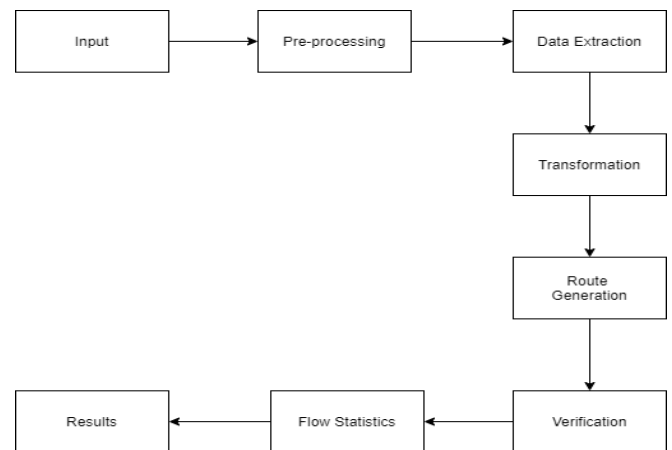 Input
Pre-processing
Data Extraction
Transformation
Route
Generation
Verification
Flow Statistics
Results